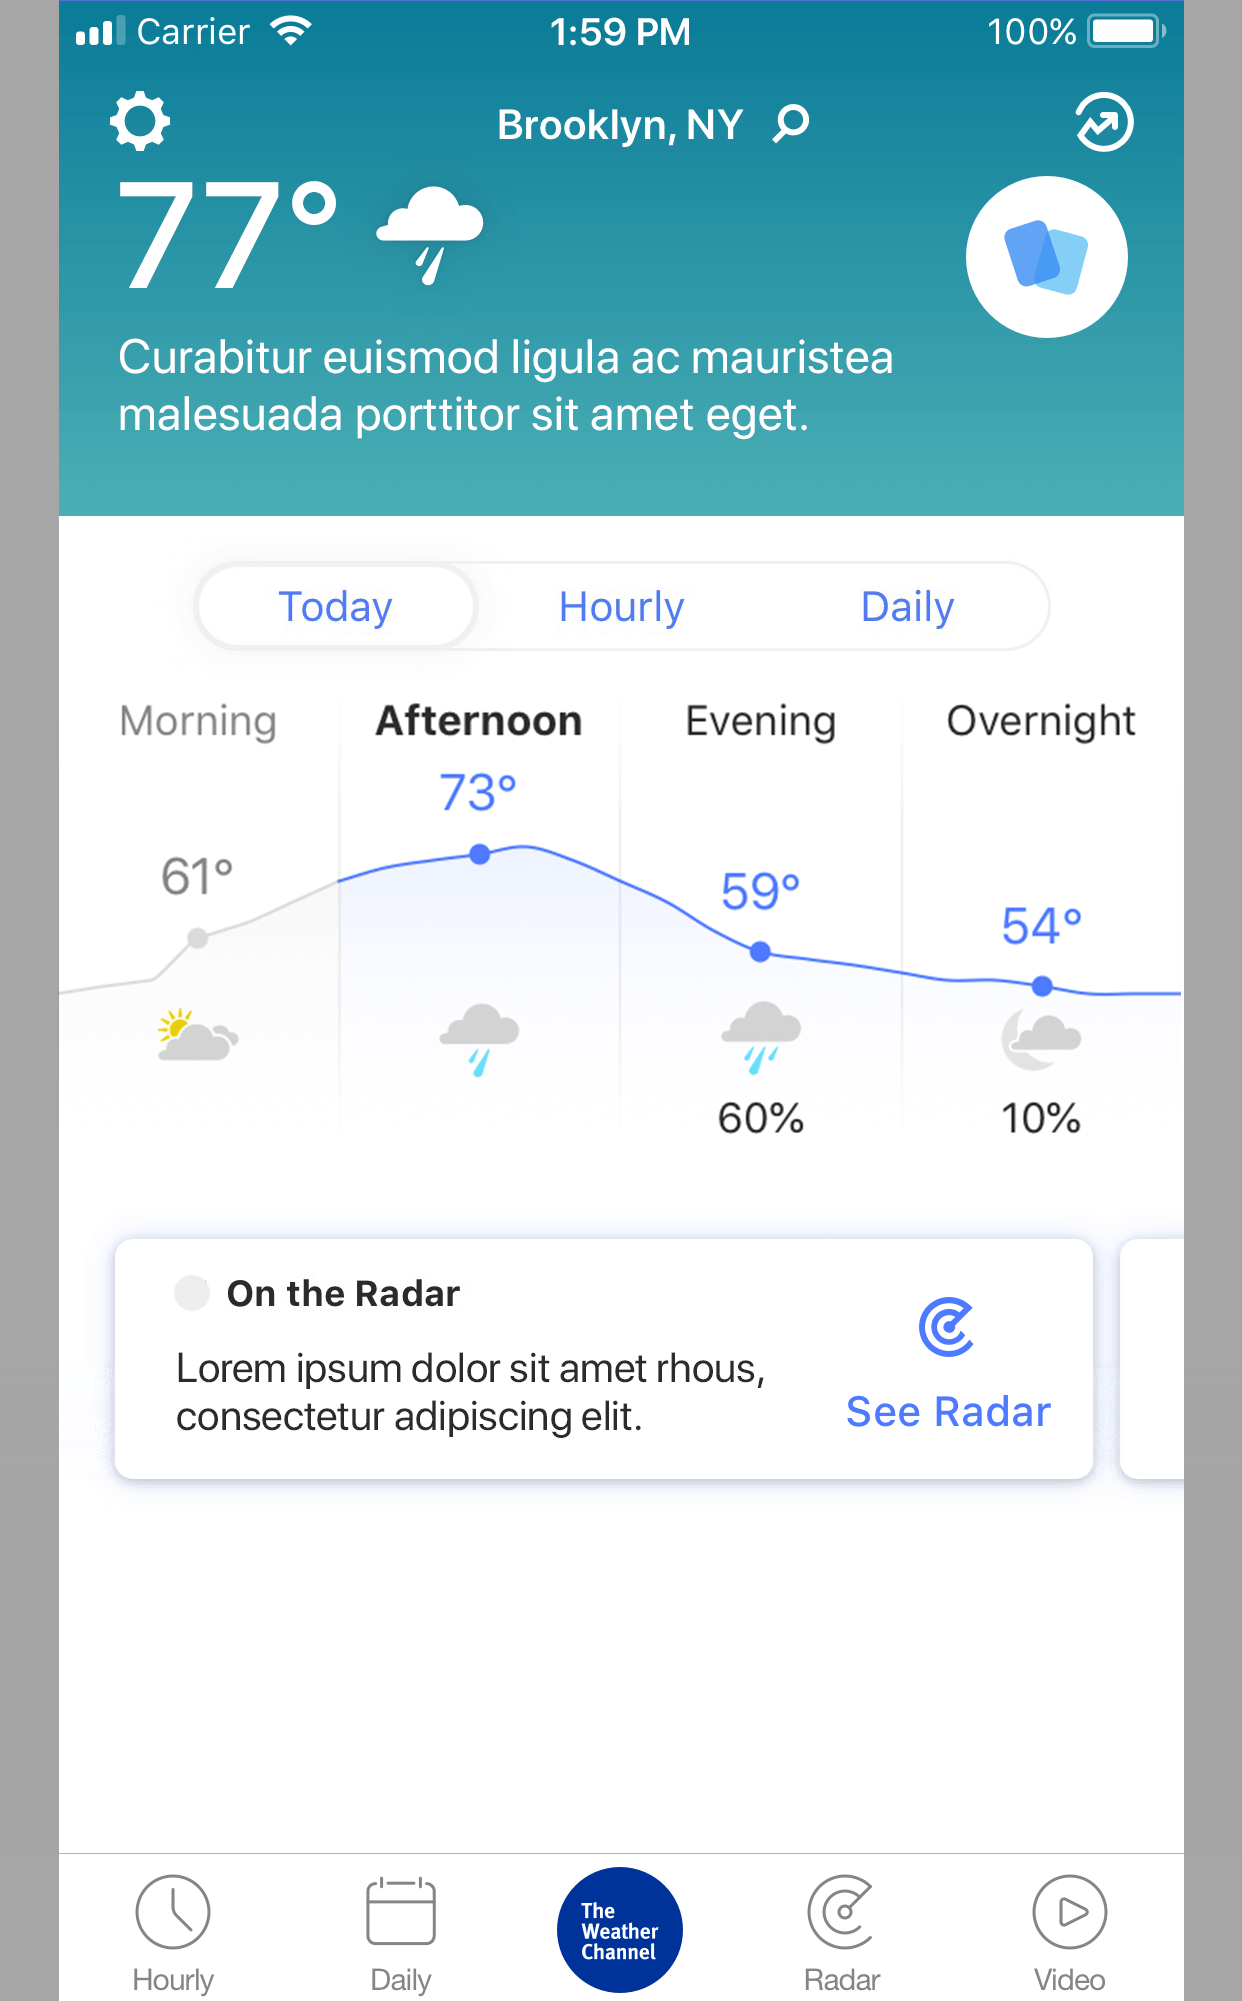 Carrier 1:59 PM 100%
Brooklyn, NY
77°
Curabitur euismod ligula ac mauristea
malesuada porttitor sit amet eget.
Today Hourly Daily
Morning Afternoon Evening Overnight
73°
61°
59°
54°
60% 10%
On the Radar
Lorem ipsum dolor sit amet rhous,
consectetur adipiscing elit.
See Radar
The
Weather
Channel
Hourly Daily Radar Video